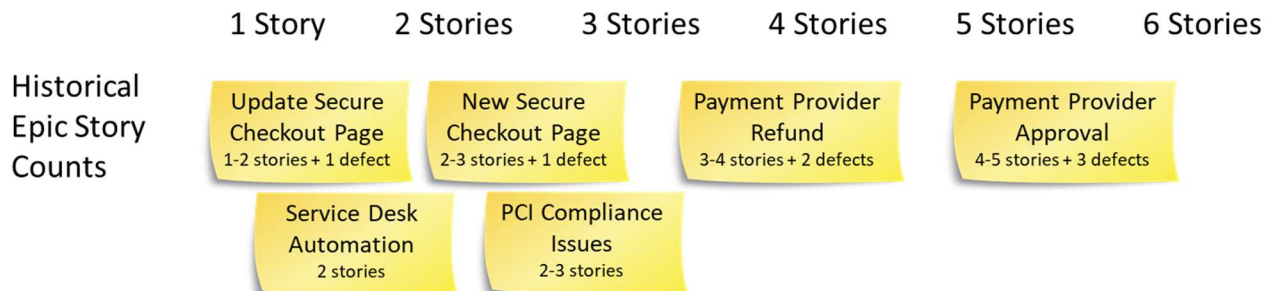 1 Story 2 Stories 3 Stories 4 Stories 5 Stories 6 Stories
Historical
Epic Story
Counts
Update Secure
Checkout Page
1-2 stories + 1 defect
New Secure
Checkout Page
2-3 stories + 1 defect
Payment Provider
Refund
3-4 stories + 2 defects
Payment Provider
Approval
4-5 stories + 3 defects
Service Desk
Automation
2 stories
PCI Compliance
Issues
2-3 stories